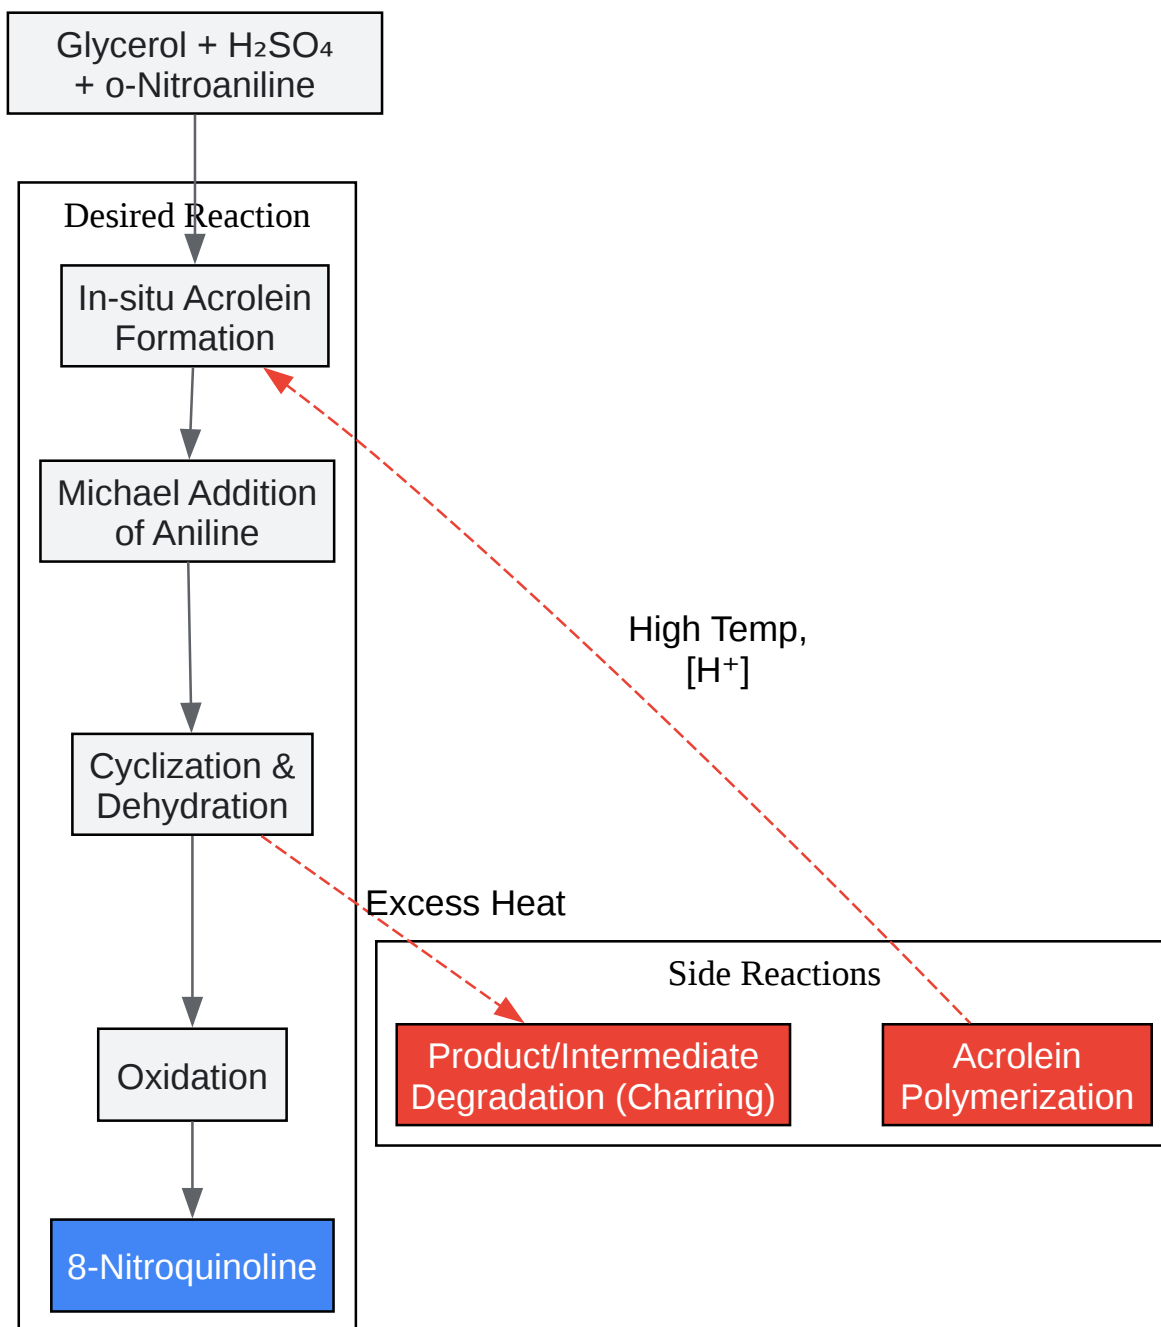 Glycerol + H₂SO₄
+ o-Nitroaniline
Desired Reaction
In-situ Acrolein
Formation
Michael Addition
of Aniline
High Temp,
[H⁺]
Cyclization &
Dehydration
Excess Heat
Side Reactions
Product/Intermediate
Degradation (Charring)
Acrolein
Polymerization
Oxidation
8-Nitroquinoline